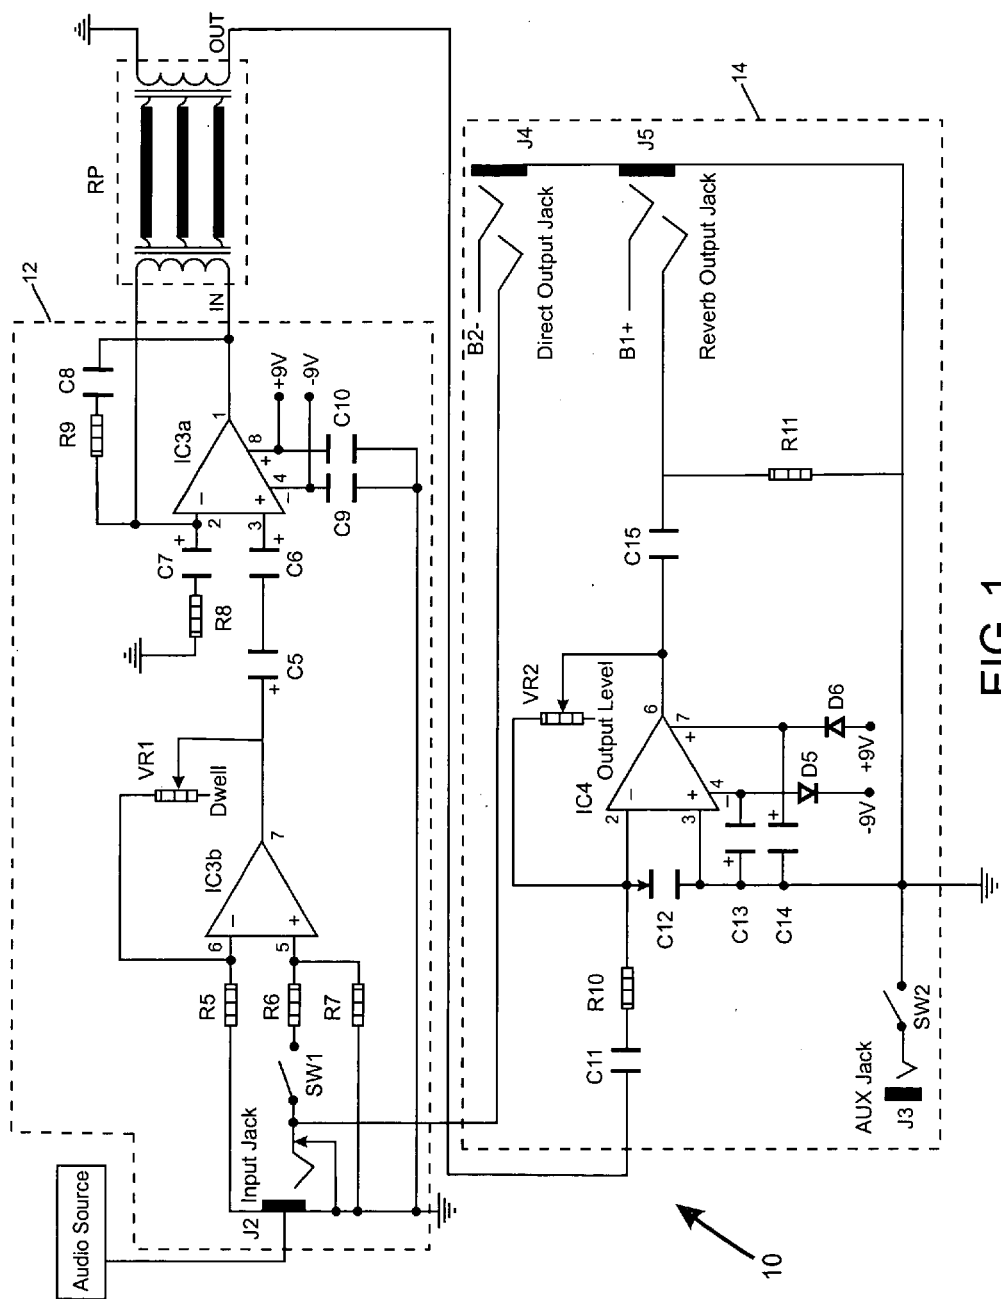 12
RP
OUT
IN
C8
R9
IC3a
1
2
3
4
8
+
−
+
−
+9V
-9V
C10
C9
C7
+
C6
+
R8
C5
+
VR1
Dwell
IC3b
7
6
5
−
+
R5
R6
R7
SW1
Input Jack
J2
Audio Source
14
J4
B2-
Direct Output Jack
J5
B1+
Reverb Output Jack
R11
C15
VR2
Output Level
IC4
6
7
+
4
−
2
3
−
+
D6
D5
+9V
-9V
C12
C13
+
C14
+
R10
C11
SW2
AUX Jack
J3
10
FIG. 1